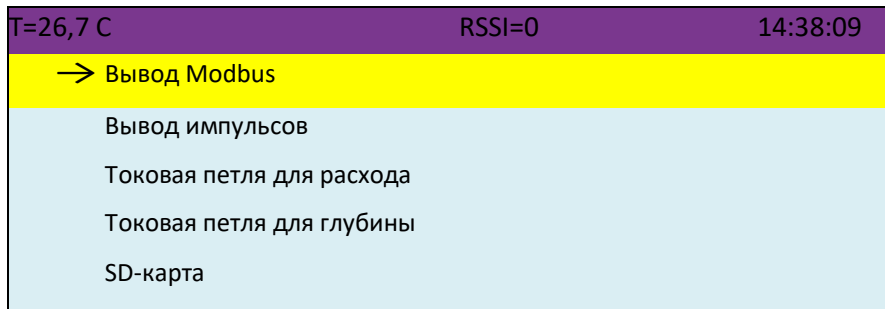 T=26,7 C RSSI=0 14:38:09
→ Вывод Modbus
Вывод импульсов
Токовая петля для расхода
Токовая петля для глубины
SD-карта